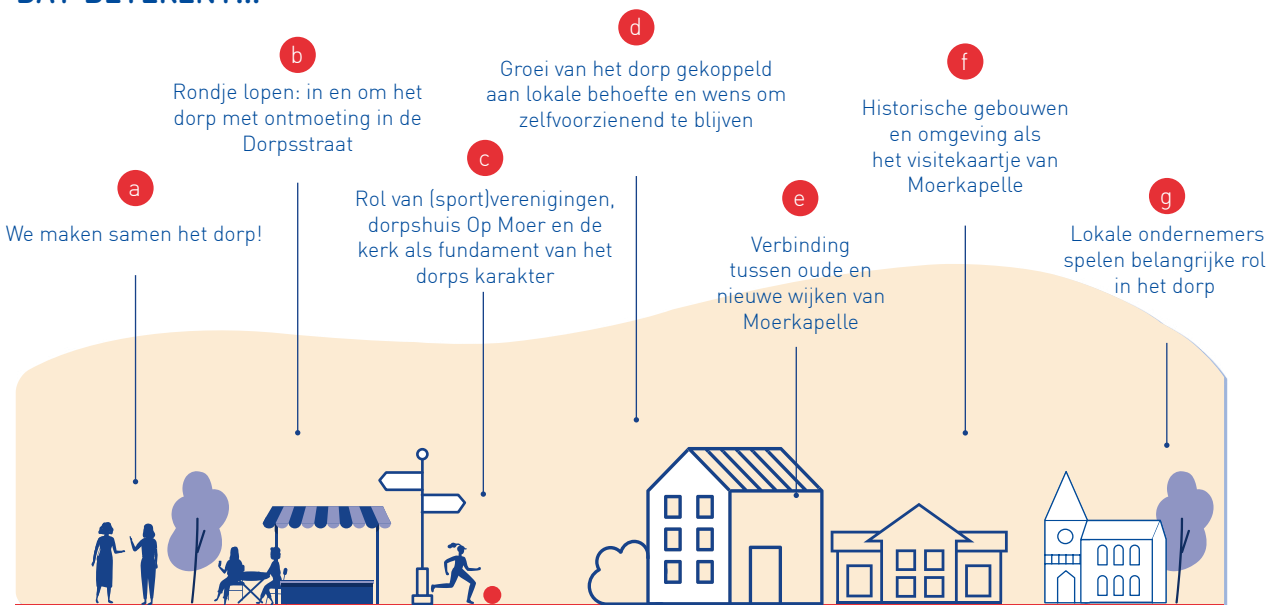 a
We maken samen het dorp!
b
Rondje lopen: in en om het
dorp met ontmoeting in de
Dorpsstraat
c
Rol van (sport)verenigingen,
dorpshuis Op Moer en de
kerk als fundament van het
dorps karakter
d
Groei van het dorp gekoppeld
aan lokale behoefte en wens om
zelfvoorzienend te blijven
e
Verbinding
tussen oude en
nieuwe wijken van
Moerkapelle
f
Historische gebouwen
en omgeving als
het visitekaartje van
Moerkapelle
g
Lokale ondernemers
spelen belangrijke rol
in het dorp